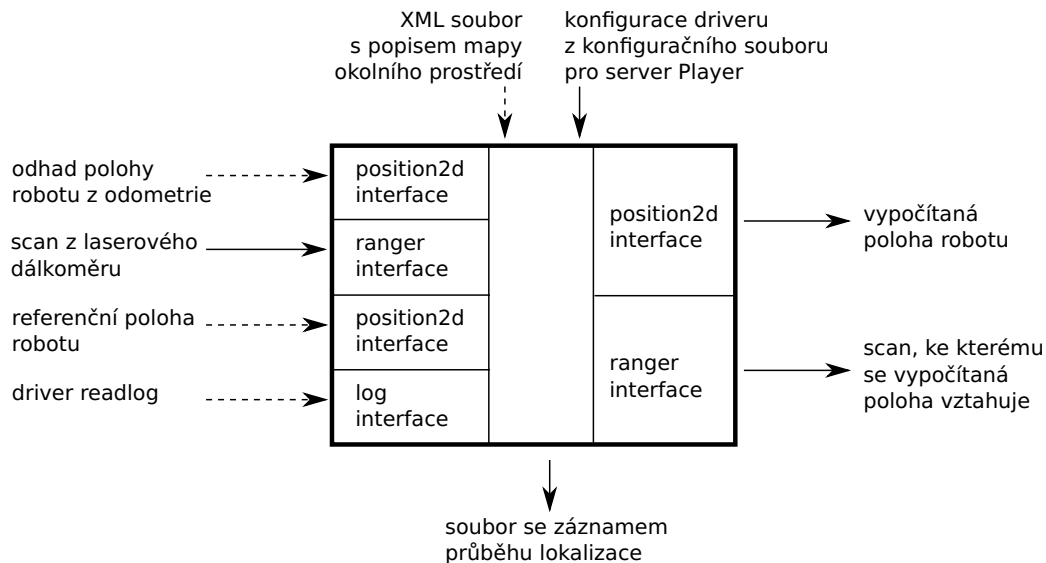 XML soubor
s popisem mapy
okolního prostředí
konfigurace driveru
z konfiguračního souboru
pro server Player
odhad polohy
robotu z odometrie
position2d
interface
scan z laserového
dálkoměru
ranger
interface
referenční poloha
robotu
position2d
interface
driver readlog
log
interface
position2d
interface
vypočítaná
poloha robotu
ranger
interface
scan, ke kterému
se vypočítaná
poloha vztahuje
soubor se záznamem
průběhu lokalizace